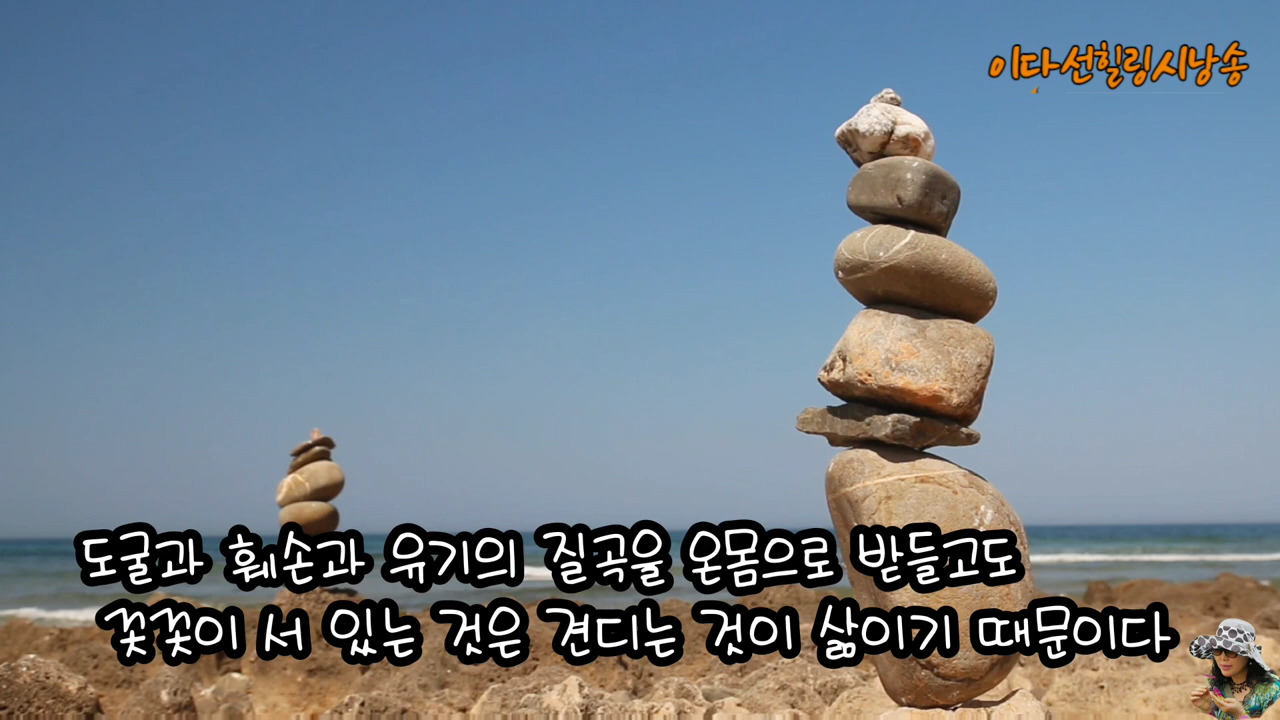 이다선힐링시낭송
도굴과 훼손과 유기의 질곡을 온몸으로 받들고도
꽃꽃이 서 있는 것은 견디는 것이 삶이기 때문이다